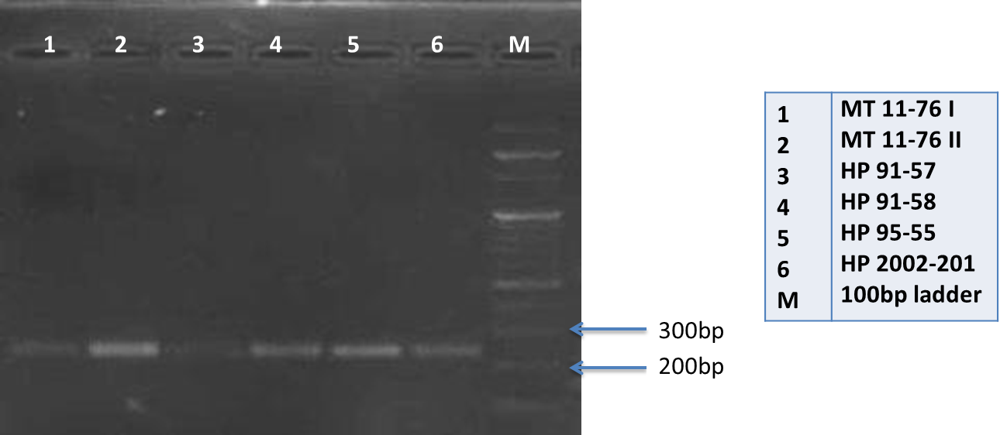 1 2 3 4 5 6 M
1 MT 11-76 I
2 MT 11-76 II
3 HP 91-57
4 HP 91-58
5 HP 95-55
6 HP 2002-201
M 100bp ladder
300bp
200bp